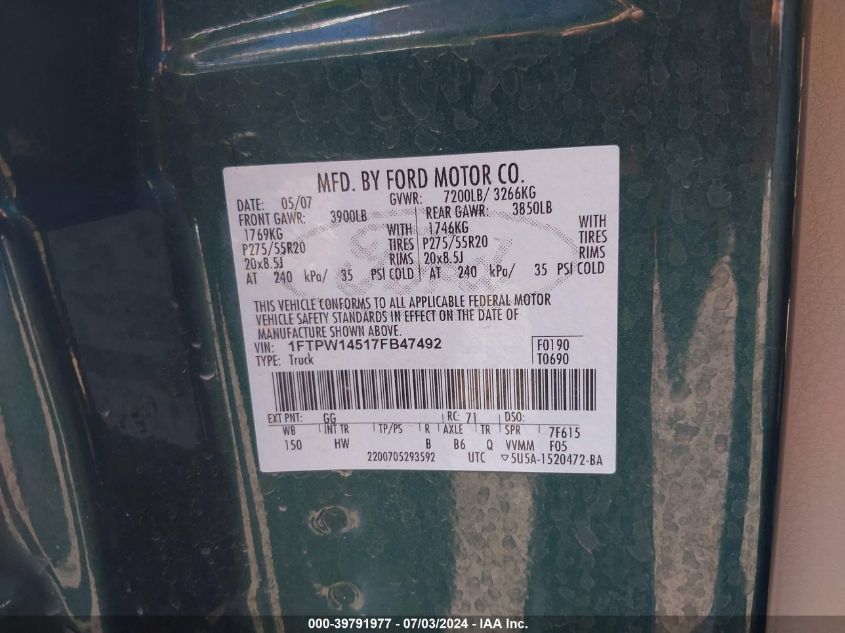 MFD. BY FORD MOTOR CO.
DATE: 05/07 GVWR: 7200LB/ 3266KG
FRONT GAWR: 3900LB REAR GAWR: 3850LB
1769KG WITH 1746KG WITH
P275/55R20 TIRES P275/55R20 TIRES
20x8.5J RIMS 20x8.5J RIMS
AT 240 kPa/ 35 PSI COLD AT 240 kPa/ 35 PSI COLD
THIS VEHICLE CONFORMS TO ALL APPLICABLE FEDERAL MOTOR
VEHICLE SAFETY STANDARDS IN EFFECT ON THE DATE OF
MANUFACTURE SHOWN ABOVE.
VIN: 1FTPW14517FB47492 F0190
TYPE: Truck T0690
EXT PNT: GG RC: 71 DSO:
WB INT TR TP/PS R AXLE TR SPR 7F615
150 HW B B6 Q VVMM F05
2200705293592 UTC ▽5U5A-1520472-BA
000-39791977 - 07/03/2024 - IAA Inc.